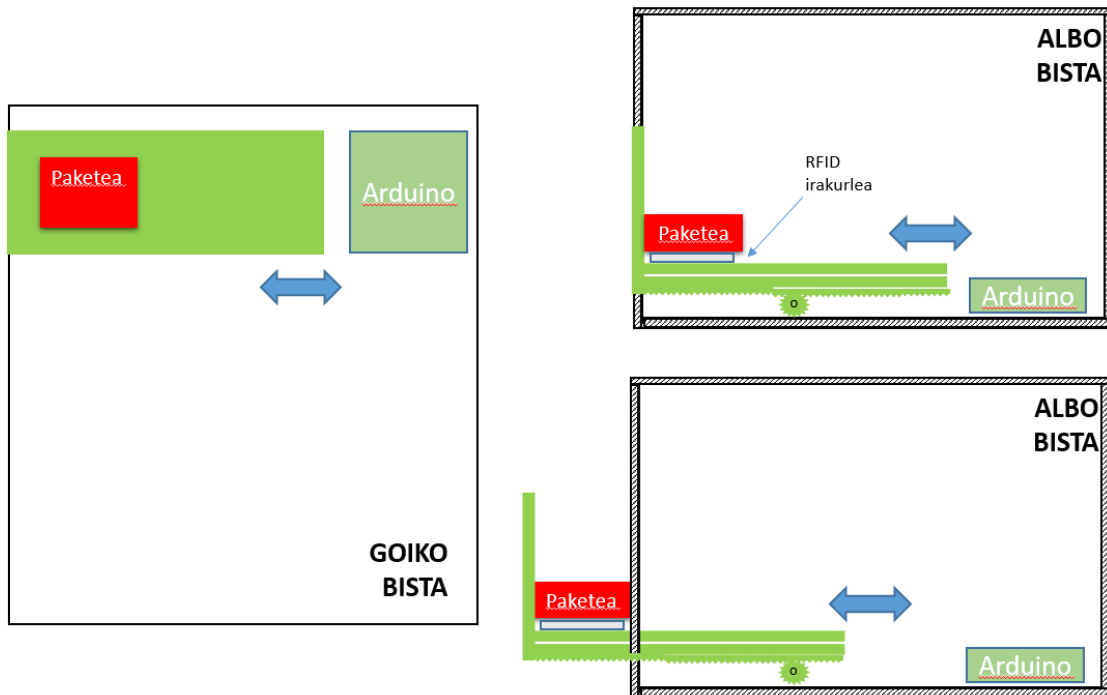 Paketea
Arduino
GOIKO
BISTA
ALBO
BISTA
RFID
irakurlea
Paketea
o
Arduino
ALBO
BISTA
Paketea
o
Arduino